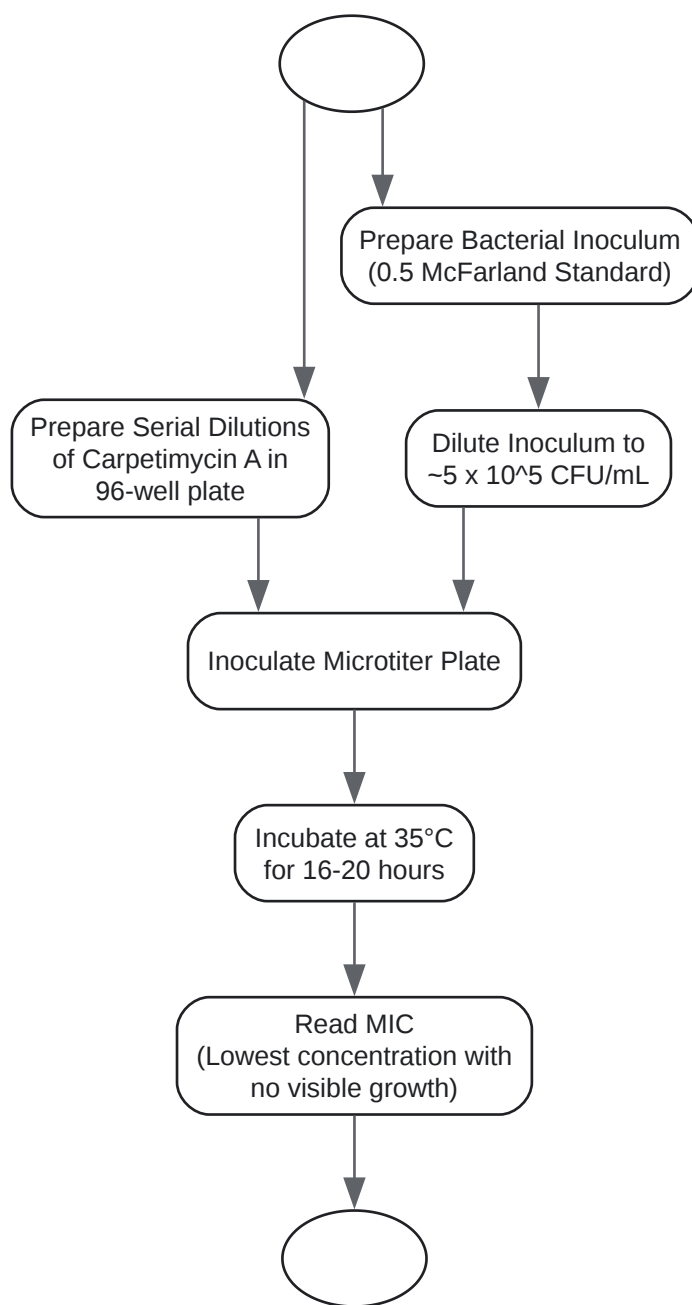 Prepare Bacterial Inoculum
(0.5 McFarland Standard)
Prepare Serial Dilutions
of Carpetimycin A in
96-well plate
Dilute Inoculum to
~5 x 10^5 CFU/mL
Inoculate Microtiter Plate
Incubate at 35°C
for 16-20 hours
Read MIC
(Lowest concentration with
no visible growth)